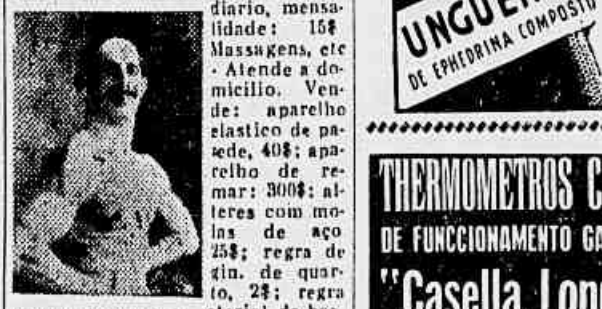 diario, mensa-
lidade: 15$
Massagens, etc
- Atende a do-
micilio. Ven-
de: aparelho
elastico de pa-
rede, 40$; apa-
relho de re-
mar: 300$; al-
teres com mo-
las de aço
25$; regra de
gin. de quar-
to, 2$; regra
UNGUE
DE EPHEDRINA COMPOSTO
THERMOMETROS C
DE FUNCCIONAMENTO GA
"Casella Lon